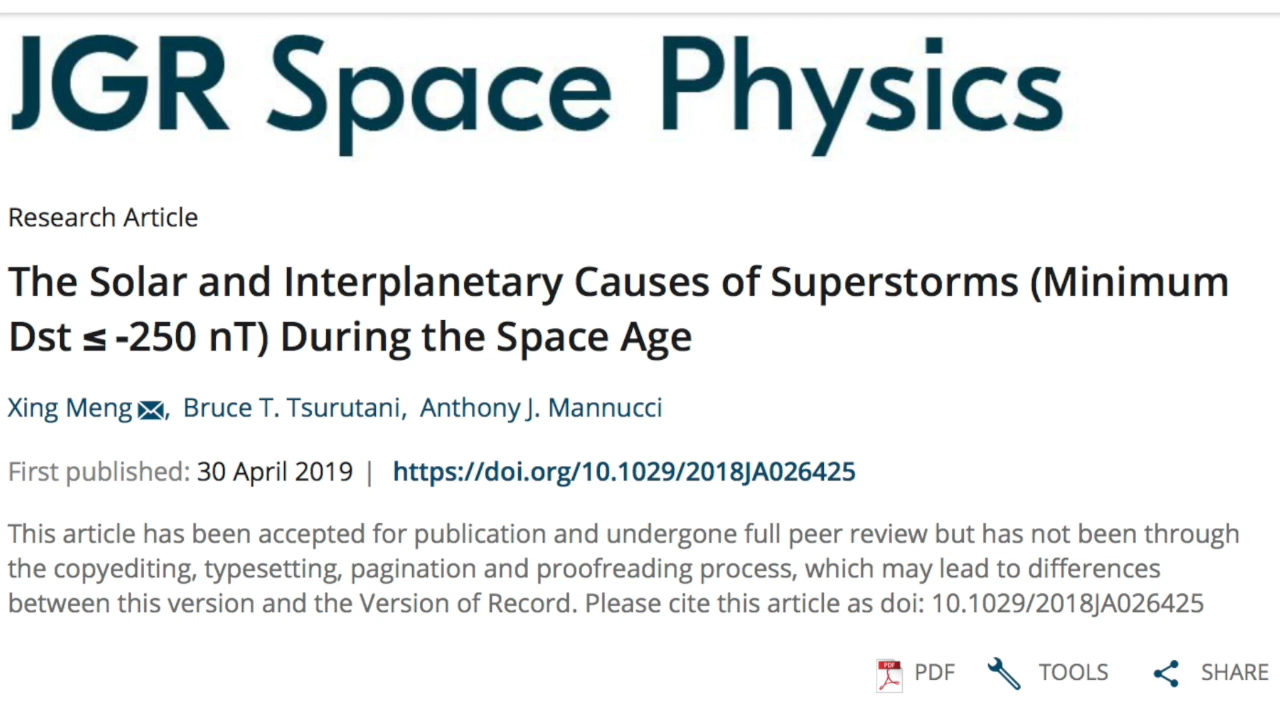 JGR Space Physics
Research Article
The Solar and Interplanetary Causes of Superstorms (Minimum
Dst ≤ -250 nT) During the Space Age
Xing Meng, Bruce T. Tsurutani, Anthony J. Mannucci
First published: 30 April 2019 | https://doi.org/10.1029/2018JA026425
This article has been accepted for publication and undergone full peer review but has not been through
the copyediting, typesetting, pagination and proofreading process, which may lead to differences
between this version and the Version of Record. Please cite this article as doi: 10.1029/2018JA026425
PDF PDF TOOLS SHARE